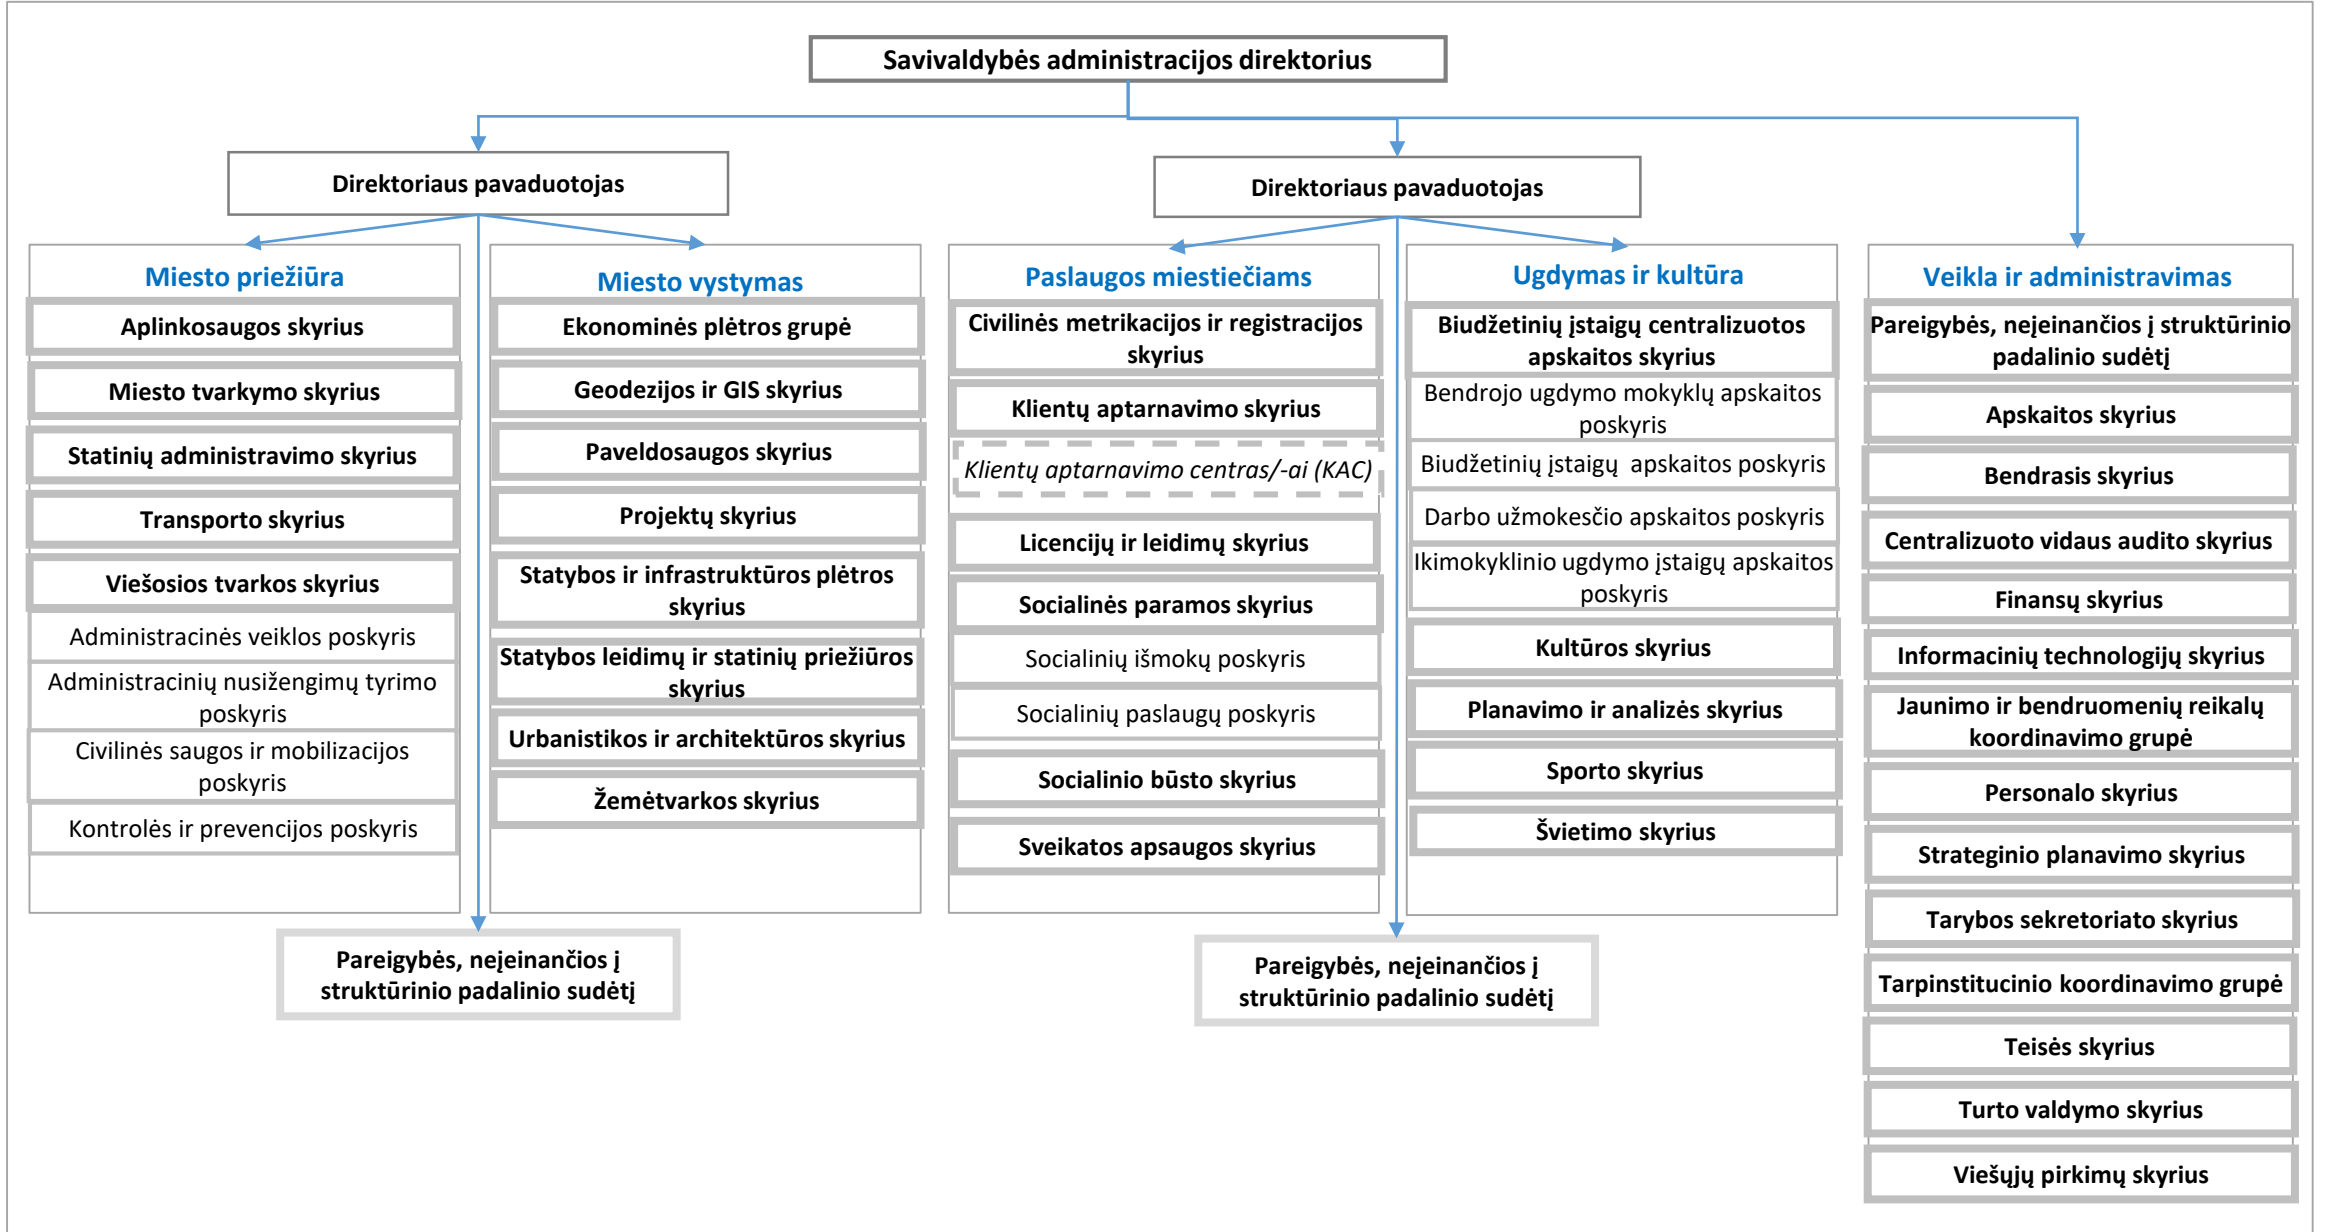 Savivaldybės administracijos direktorius
Direktoriaus pavaduotojas
Direktoriaus pavaduotojas
Miesto priežiūra
Aplinkosaugos skyrius
Miesto tvarkymo skyrius
Statinių administravimo skyrius
Transporto skyrius
Viešosios tvarkos skyrius
Administracinės veiklos poskyris
Administracinių nusižengimų tyrimo
poskyris
Civilinės saugos ir mobilizacijos
poskyris
Kontrolės ir prevencijos poskyris
Miesto vystymas
Ekonominės plėtros grupė
Geodezijos ir GIS skyrius
Paveldosaugos skyrius
Projektų skyrius
Statybos ir infrastruktūros plėtros
skyrius
Statybos leidimų ir statinių priežiūros
skyrius
Urbanistikos ir architektūros skyrius
Žemėtvarkos skyrius
Pareigybės, neįeinančios į
struktūrinio padalinio sudėtį
Paslaugos miestiečiams
Civilinės metrikacijos ir registracijos
skyrius
Klientų aptarnavimo skyrius
Klientų aptarnavimo centras/-ai (KAC)
Licencijų ir leidimų skyrius
Socialinės paramos skyrius
Socialinių išmokų poskyris
Socialinių paslaugų poskyris
Socialinio būsto skyrius
Sveikatos apsaugos skyrius
Ugdymas ir kultūra
Biudžetinių įstaigų centralizuotos
apskaitos skyrius
Bendrojo ugdymo mokyklų apskaitos
poskyris
Biudžetinių įstaigų apskaitos poskyris
Darbo užmokesčio apskaitos poskyris
Ikimokyklinio ugdymo įstaigų apskaitos
poskyris
Kultūros skyrius
Planavimo ir analizės skyrius
Sporto skyrius
Švietimo skyrius
Pareigybės, neįeinančios į
struktūrinio padalinio sudėtį
Veikla ir administravimas
Pareigybės, neįeinančios į struktūrinio
padalinio sudėtį
Apskaitos skyrius
Bendrasis skyrius
Centralizuoto vidaus audito skyrius
Finansų skyrius
Informacinių technologijų skyrius
Jaunimo ir bendruomenių reikalų
koordinavimo grupė
Personalo skyrius
Strateginio planavimo skyrius
Tarybos sekretoriato skyrius
Tarpinstitucinio koordinavimo grupė
Teisės skyrius
Turto valdymo skyrius
Viešųjų pirkimų skyrius